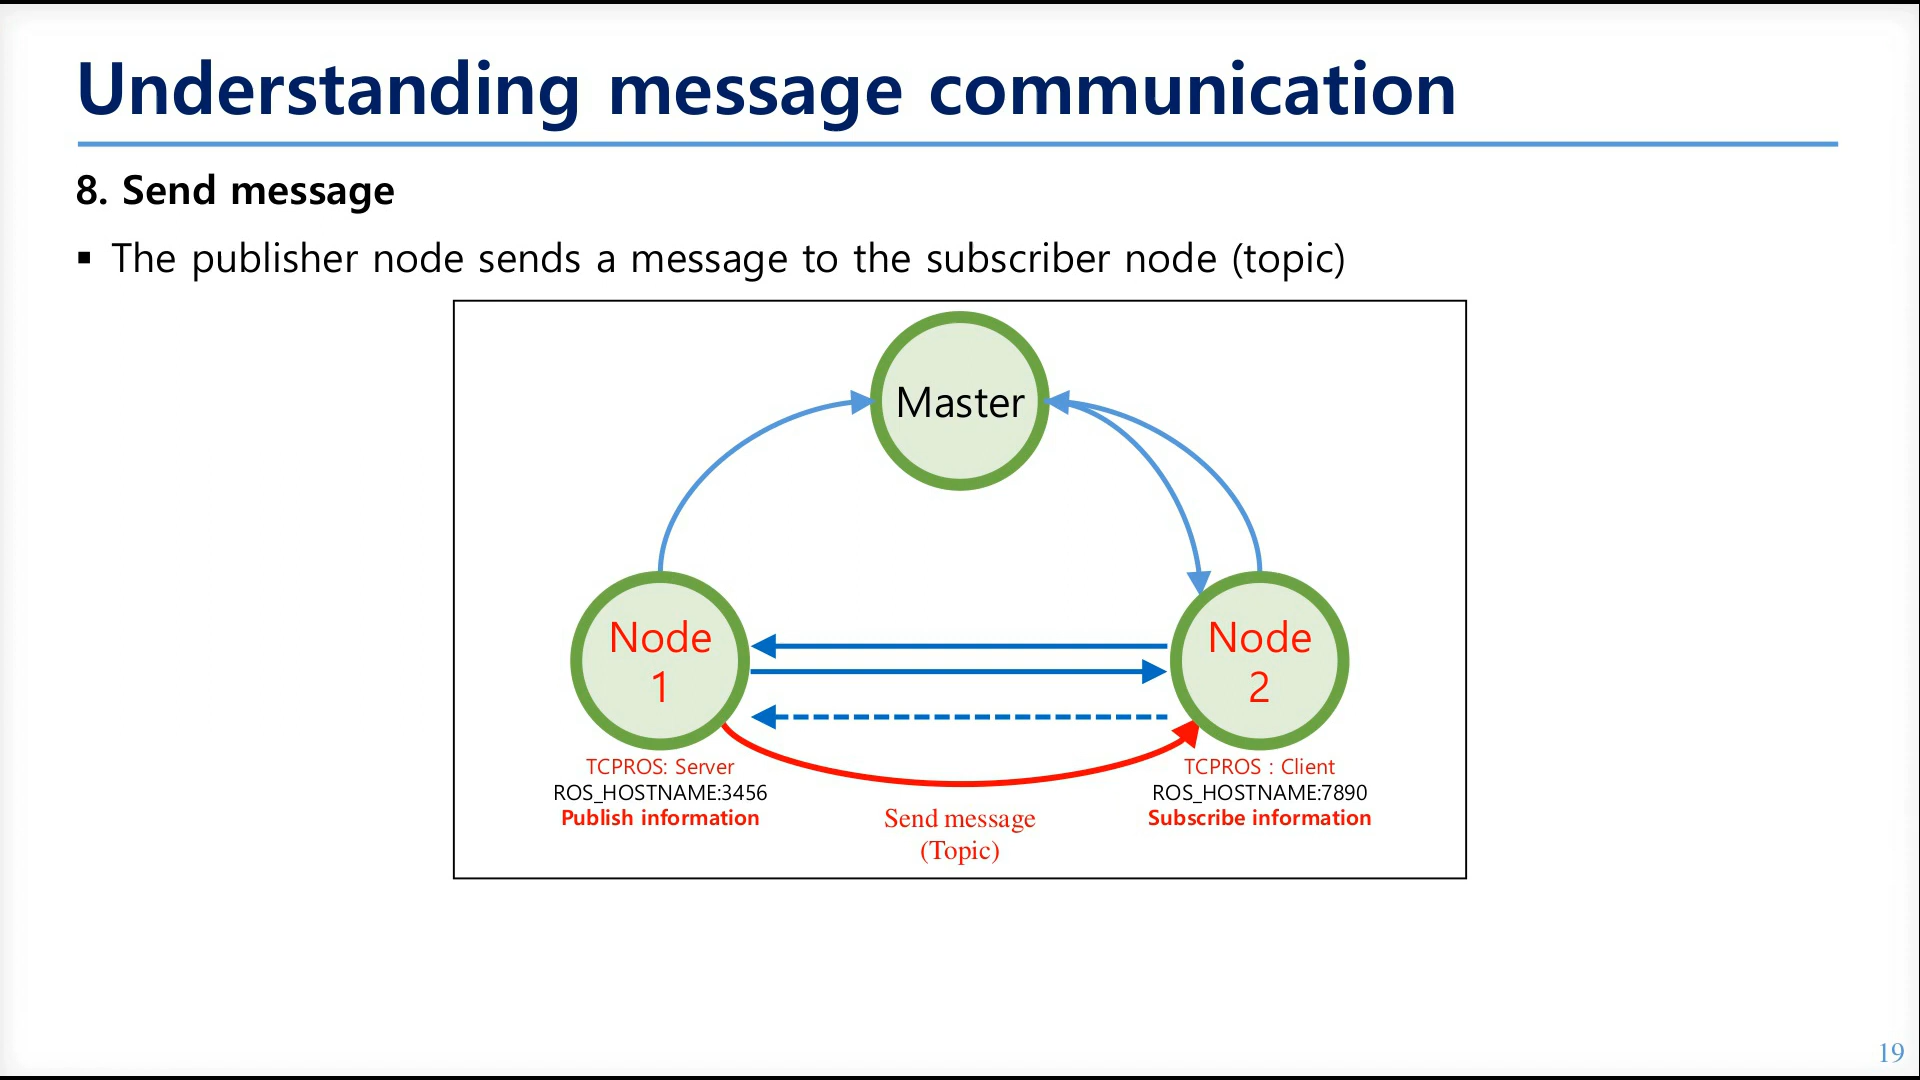 Understanding message communication
8. Send message
▪ The publisher node sends a message to the subscriber node (topic)
Master
Node
1
Node
2
TCPROS: Server
ROS_HOSTNAME:3456
Publish information
Send message
(Topic)
TCPROS : Client
ROS_HOSTNAME:7890
Subscribe information
19